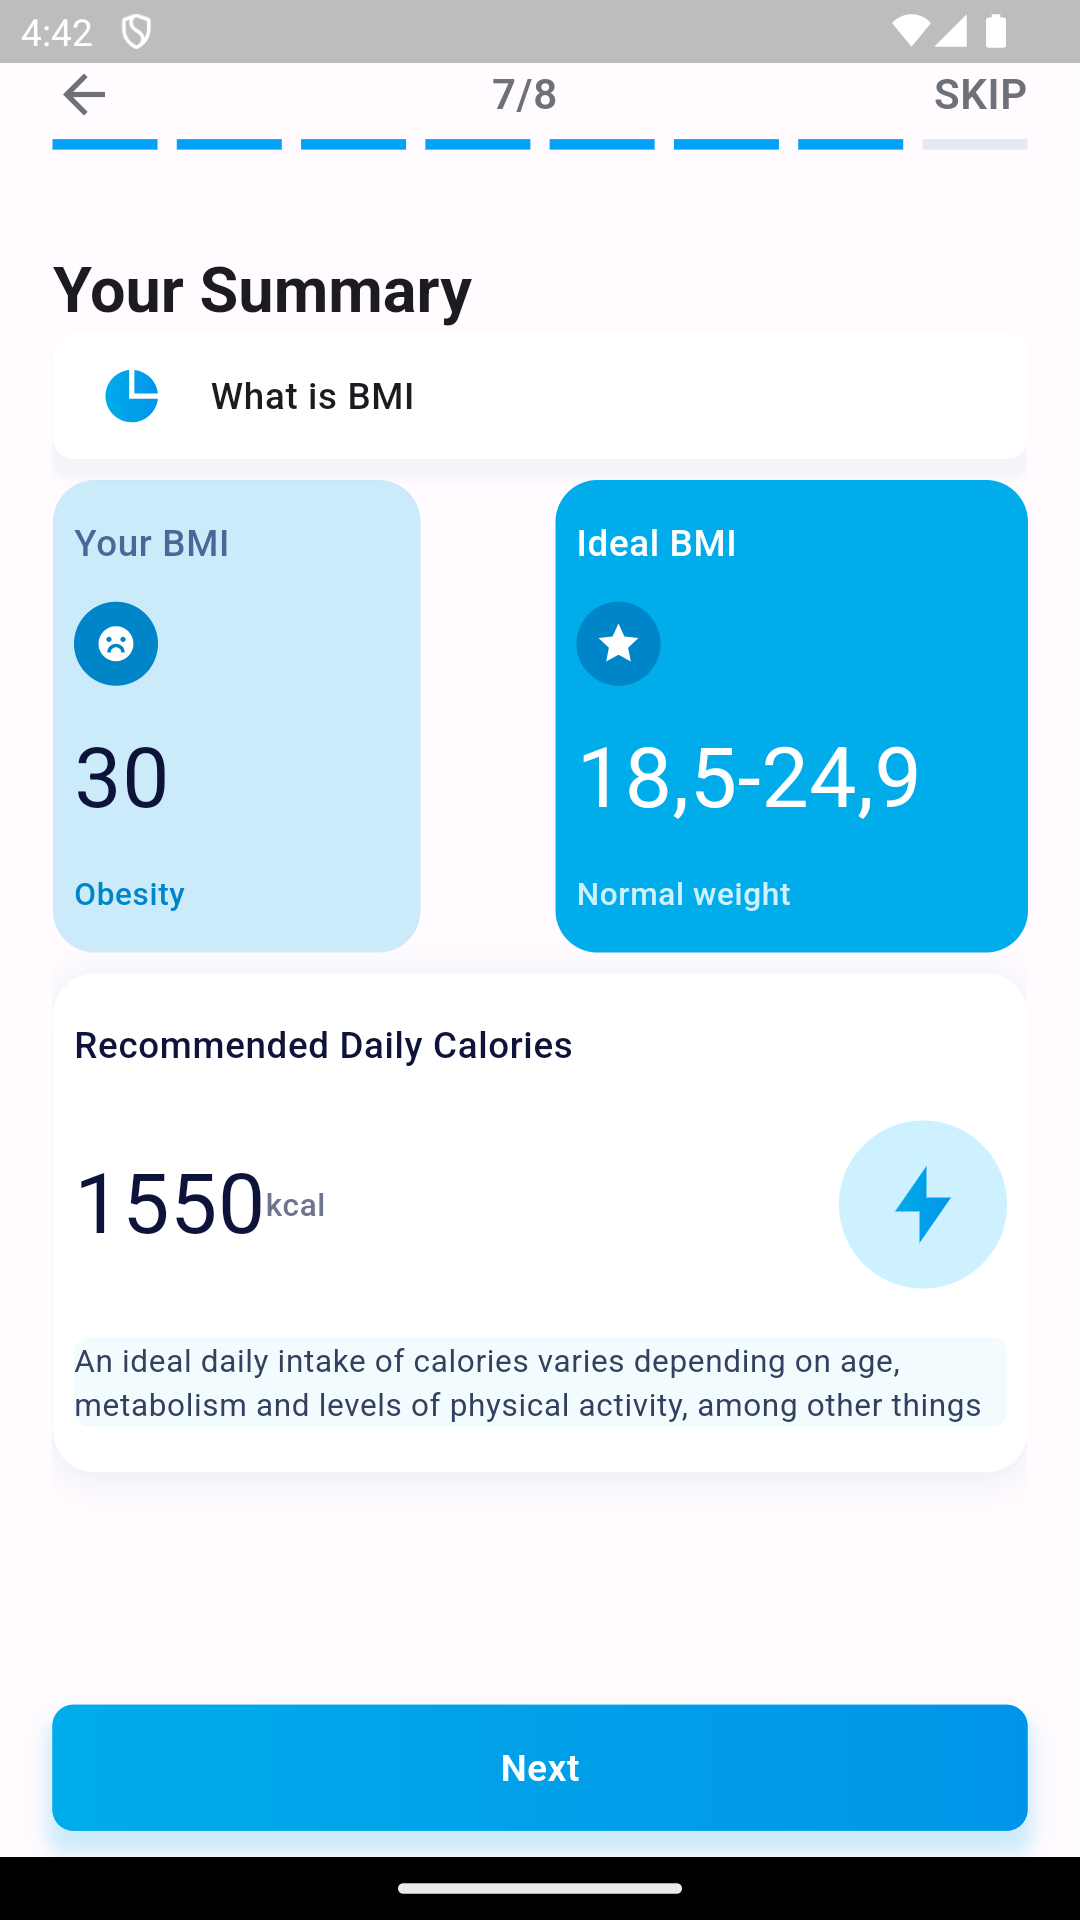 4:42
7/8
SKIP
Your Summary
What is BMI
Your BMI
30
Obesity
Ideal BMI
18,5-24,9
Normal weight
Recommended Daily Calories
1550kcal
An ideal daily intake of calories varies depending on age,
metabolism and levels of physical activity, among other things
Next